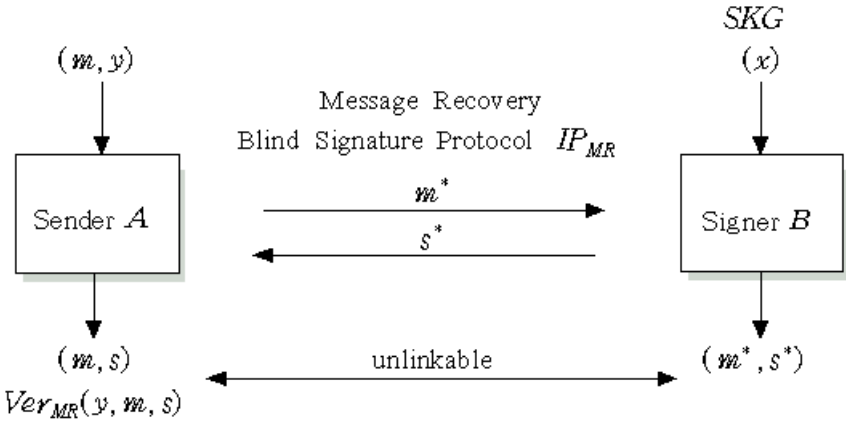 SKG
(m, y)
(x)
Message Recovery
Blind Signature Protocol IP_MR
m*
Sender A
Signer B
s*
(m, s)
unlinkable
(m*, s*)
Ver_MR(y, m, s)